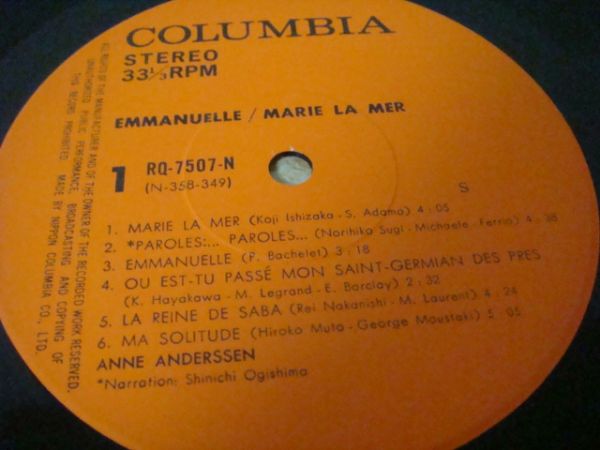 COLUMBIA
STEREO
33⅓RPM
EMMANUELLE / MARIE LA MER
1
RQ-7507-N
(N-358-349)
S
1. MARIE LA MER (Koji Ishizaka - S. Adamo) 4 : 05
2. *PAROLES:... PAROLES... (Norihika Sugi - Michaele - Ferrio) 4 : 38
3. EMMANUELLE (P. Bachelet) 3 : 18
4. OU EST-TU PASSÉ MON SAINT-GERMIAN DES PRES
(K. Hayakawa - M. Legrand - E. Barclay) 2 : 32
5. LA REINE DE SABA (Rei Nakanishi - M. Laurent) 4 : 24
6. MA SOLITUDE (Hiroko Muta - George Moustaki) 5 : 05
ANNE ANDERSSEN
*Narration: Shinichi Ogishima
ALL RIGHTS OF THE MANUFACTURER AND OF THE OWNER OF THE RECORDED WORK RESERVED.
UNAUTHORIZED PUBLIC PERFORMANCE, BROADCASTING AND COPYING OF
THIS RECORD PROHIBITED. MADE BY NIPPON COLUMBIA CO., LTD.